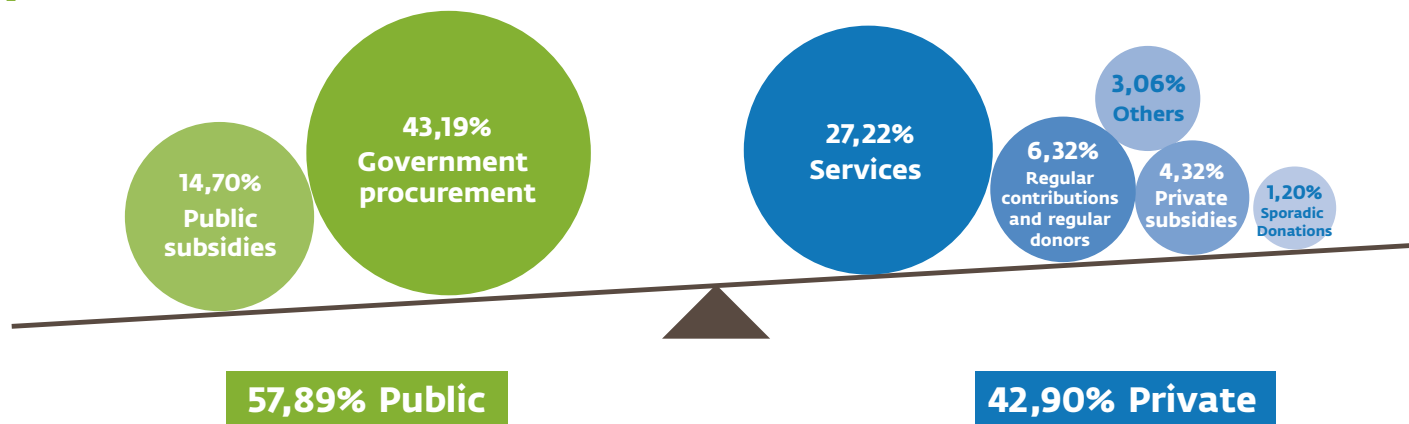 14,70%
Public
subsidies
43,19%
Government
procurement
27,22%
Services
6,32%
Regular
contributions
and regular
donors
3,06%
Others
4,32%
Private
subsidies
1,20%
Sporadic
Donations
57,89% Public
42,90% Private